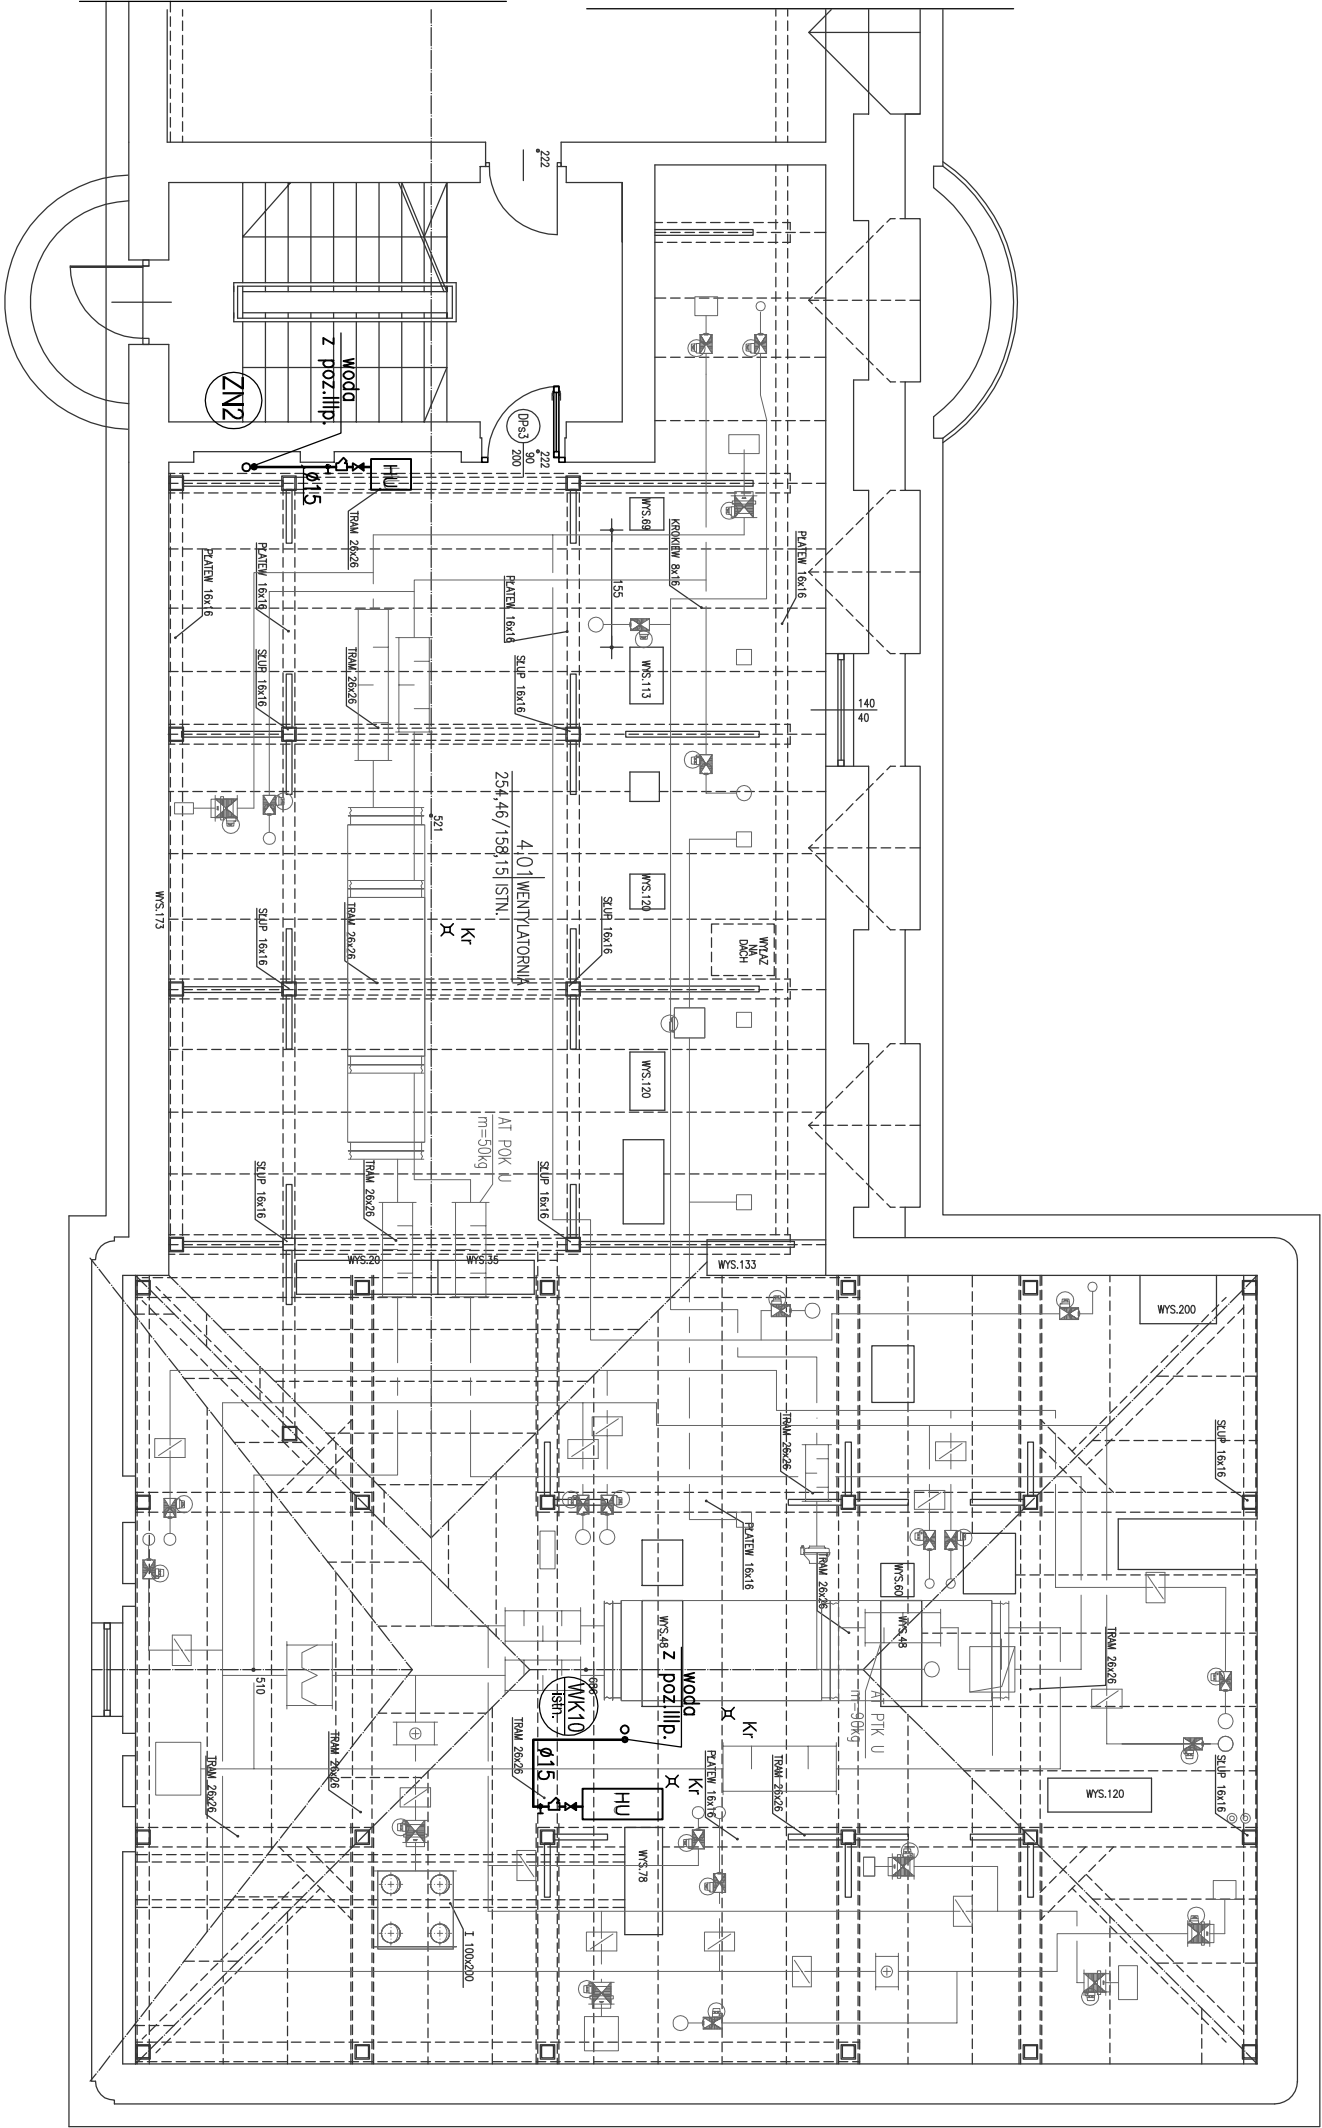 222
woda
z poz.IIIp.
ZN2
DPs3
222
90
200
HU
ø15
TRAM 26x26
WYS.69
KROKIEW 8x16
PŁATEW 16x16
PŁATEW 16x16
PŁATEW 16x16
PŁATEW 16x16
155
SŁUP 16x16
TRAM 26x26
SŁUP 16x16
WYS.113
140
40
521
4.01 WENTYLATORNIA
254,46/158,15 ISTN.
WYS.120
WYS.173
SŁUP 16x16
TRAM 26x26
Kr
SŁUP 16x16
WYŁAZ
NA
DACH
WYS.120
AT POK U
m=50kg
SŁUP 16x16
TRAM 26x26
SŁUP 16x16
WYS.20
WYS.35
WYS.133
WYS.200
TRAM 26x26
SŁUP 16x16
PŁATEW 16x16
TRAM 26x26
WYS.60
WYS.48
WYS.48
TRAM 26x26
510
woda
z poz.IIIp.
WK10
istn.
AT PTK U
m=90kg
Kr
TRAM 26x26
TRAM 26x26
TRAM 26x26
ø15
Kr
HU
PŁATEW 16x16
TRAM 26x26
WYS.120
SŁUP 16x16
WYS.78
I 100x200